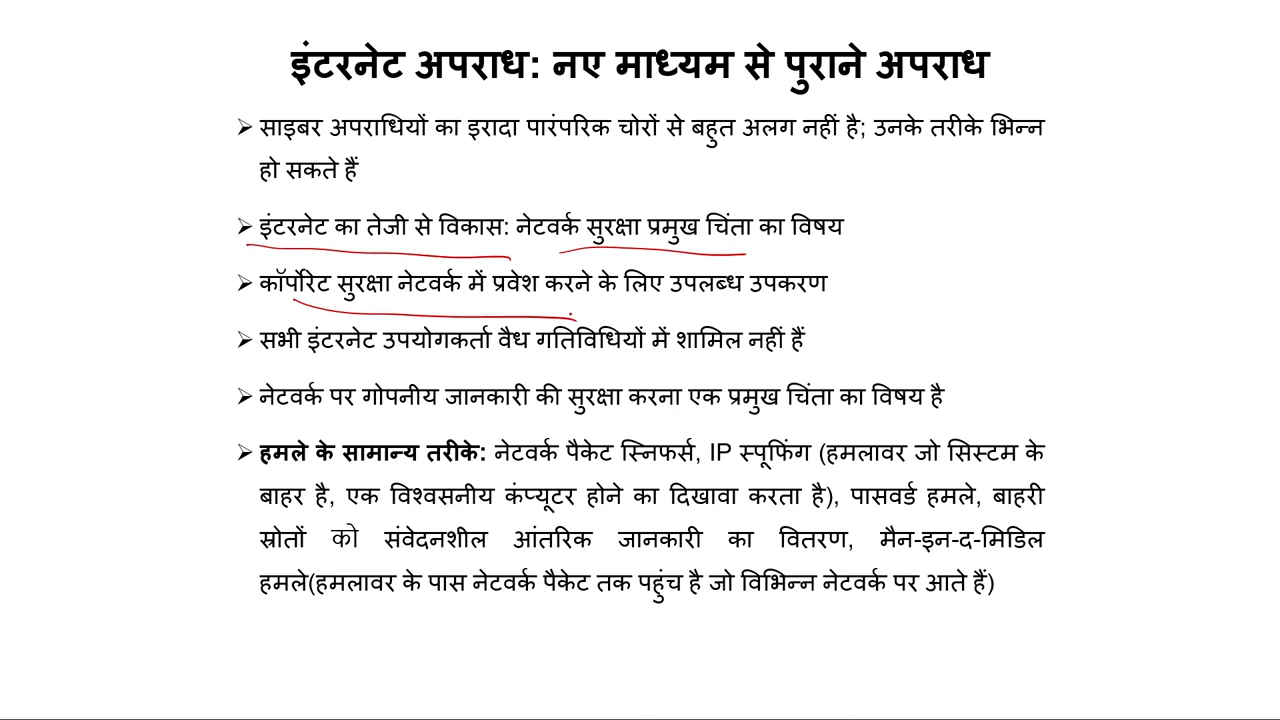 इंटरनेट अपराध: नए माध्यम से पुराने अपराध
➢ साइबर अपराधियों का इरादा पारंपरिक चोरों से बहुत अलग नहीं है; उनके तरीके भिन्न
हो सकते हैं
➢ इंटरनेट का तेजी से विकास: नेटवर्क सुरक्षा प्रमुख चिंता का विषय
➢ कॉर्पोरेट सुरक्षा नेटवर्क में प्रवेश करने के लिए उपलब्ध उपकरण
➢ सभी इंटरनेट उपयोगकर्ता वैध गतिविधियों में शामिल नहीं हैं
➢ नेटवर्क पर गोपनीय जानकारी की सुरक्षा करना एक प्रमुख चिंता का विषय है
➢ हमले के सामान्य तरीके: नेटवर्क पैकेट स्निफर्स, IP स्पूफिंग (हमलावर जो सिस्टम के
बाहर है, एक विश्वसनीय कंप्यूटर होने का दिखावा करता है), पासवर्ड हमले, बाहरी
स्रोतों को संवेदनशील आंतरिक जानकारी का वितरण, मैन-इन-द-मिडिल
हमले(हमलावर के पास नेटवर्क पैकेट तक पहुंच है जो विभिन्न नेटवर्क पर आते हैं)